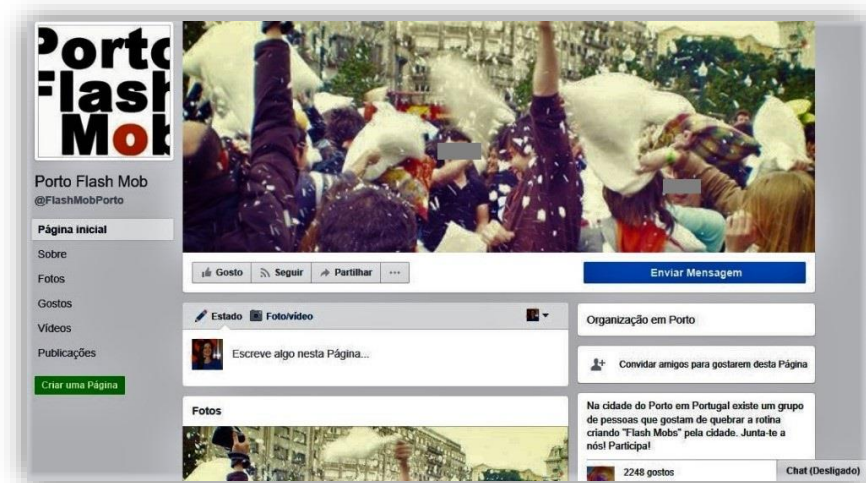 Porto
Flash
Mob
Porto Flash Mob
@FlashMobPorto
Página inicial
Sobre
Fotos
Gostos
Vídeos
Publicações
Criar uma Página
Gosto
Seguir
Partilhar
Enviar Mensagem
Estado
Foto/vídeo
Escreve algo nesta Página...
Fotos
Organização em Porto
Convidar amigos para gostarem desta Página
Na cidade do Porto em Portugal existe um grupo
de pessoas que gostam de quebrar a rotina
criando "Flash Mobs" pela cidade. Junta-te a
nós! Participa!
2248 gostos
Chat (Desligado)